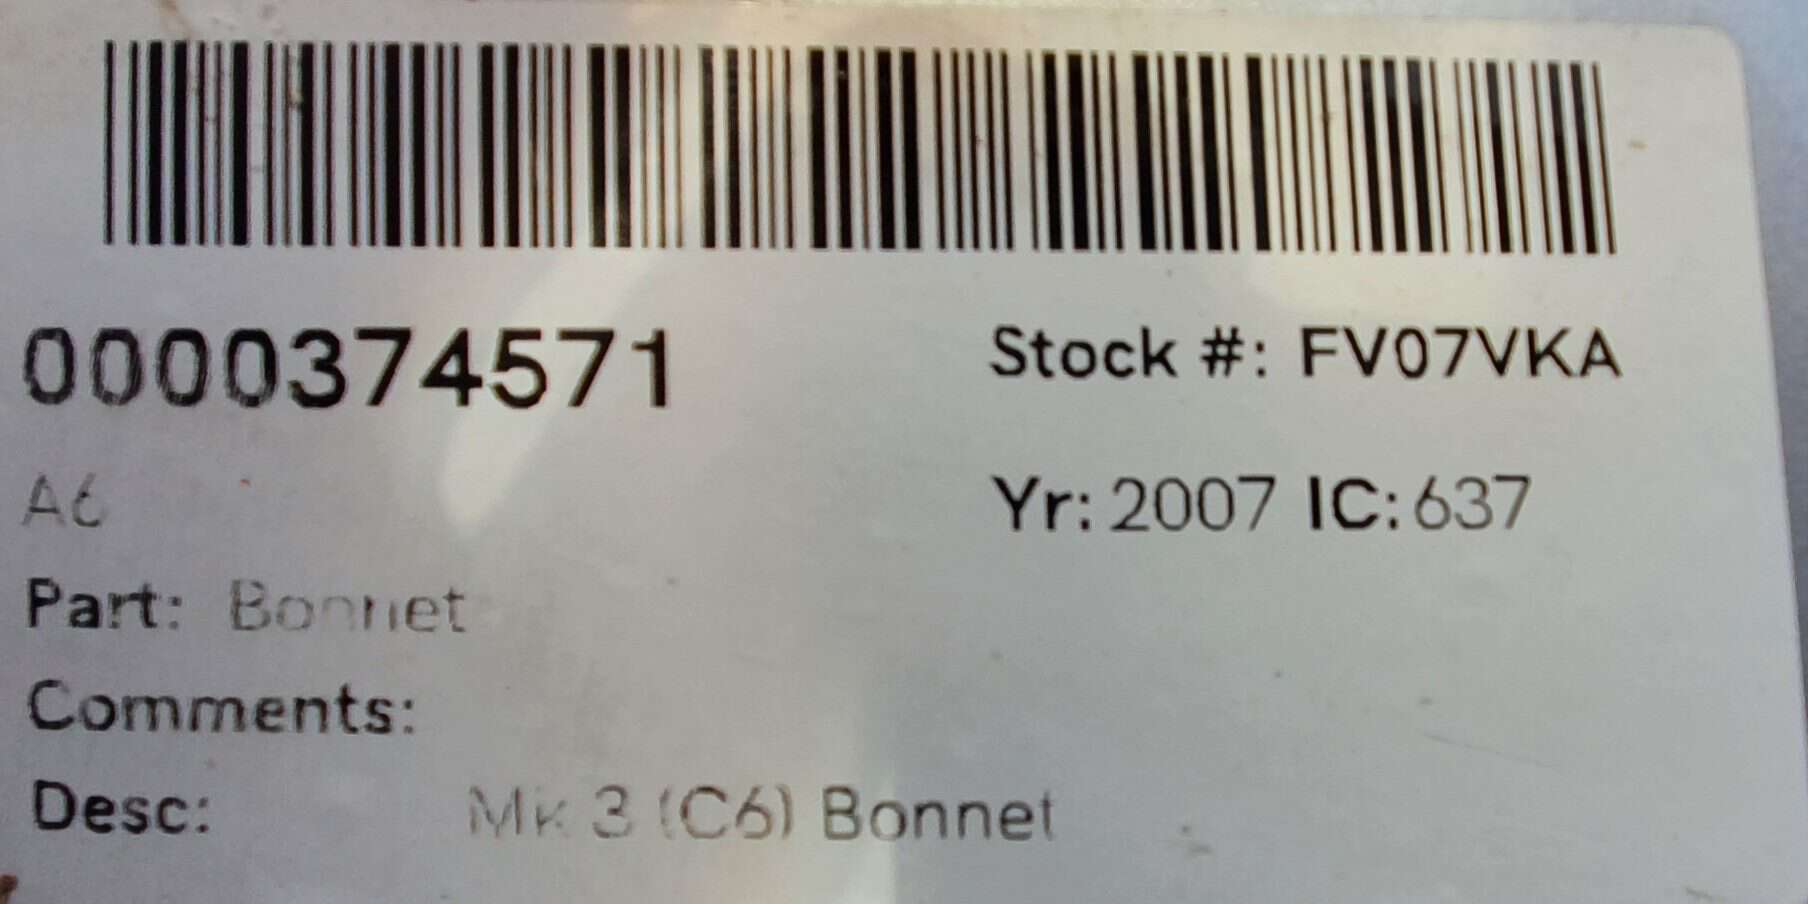 0000374571
Stock #: FV07VKA
A6
Yr: 2007 IC: 637
Part: Bonnet
Comments:
Desc: Mk 3 (C6) Bonnet